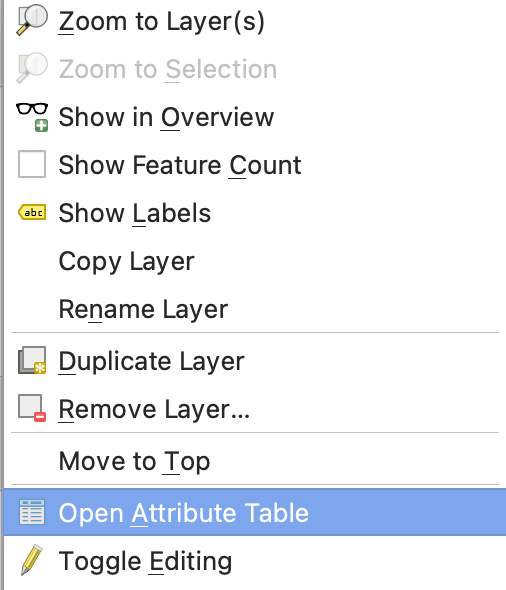 Zoom to Layer(s)
Zoom to Selection
Show in Overview
Show Feature Count
abc Show Labels
Copy Layer
Rename Layer
Duplicate Layer
Remove Layer...
Move to Top
Open Attribute Table
Toggle Editing